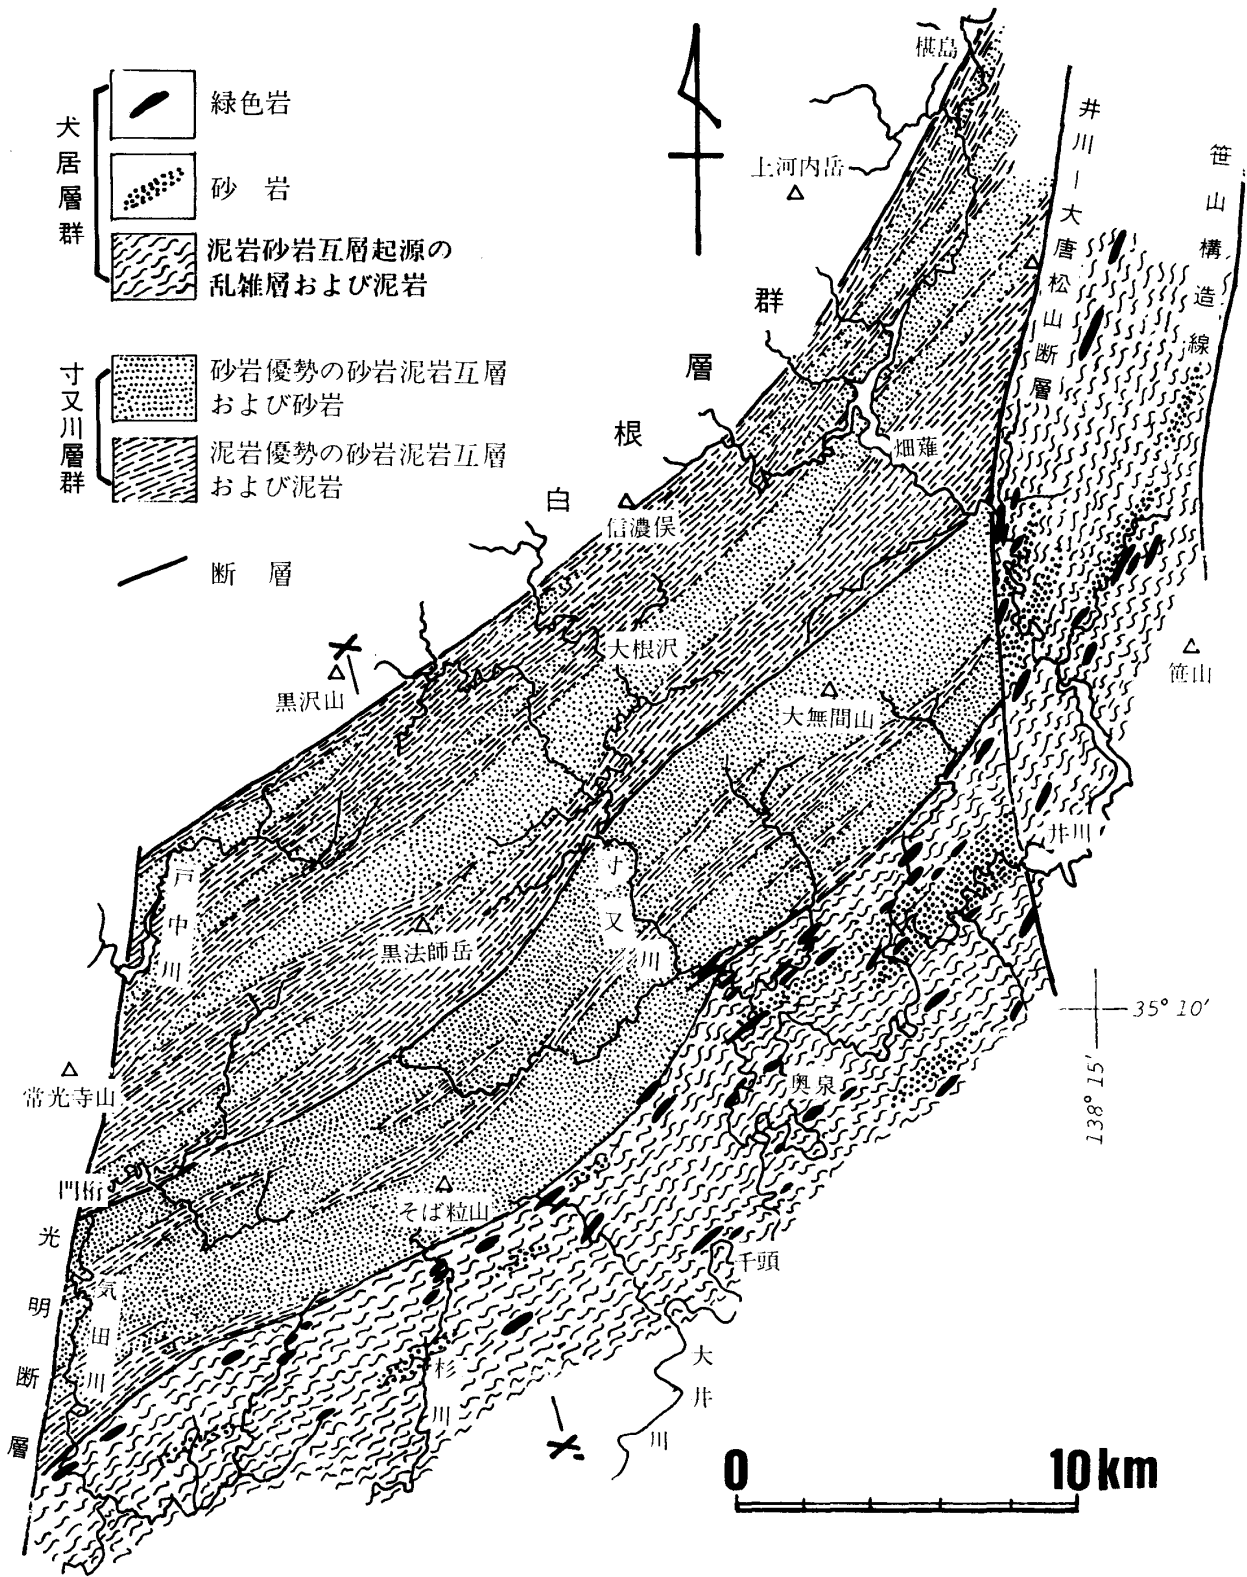 犬居層群
緑色岩
砂 岩
泥岩砂岩互層起源の
乱雑層および泥岩
寸又川層群
砂岩優勢の砂岩泥岩互層
および砂岩
泥岩優勢の砂岩泥岩互層
および泥岩
断 層
椹島
上河内岳
井川-大唐松山断層
笹山構造線
白根層群
畑薙
信濃俣
大根沢
黒沢山
X
大無間山
笹山
井川
戸中川
寸又川
黒法師岳
35° 10′
138° 15′
常光寺山
奥泉
門桁
そば粒山
光明断層
気田川
千頭
杉川
大井川
X′
0
10km